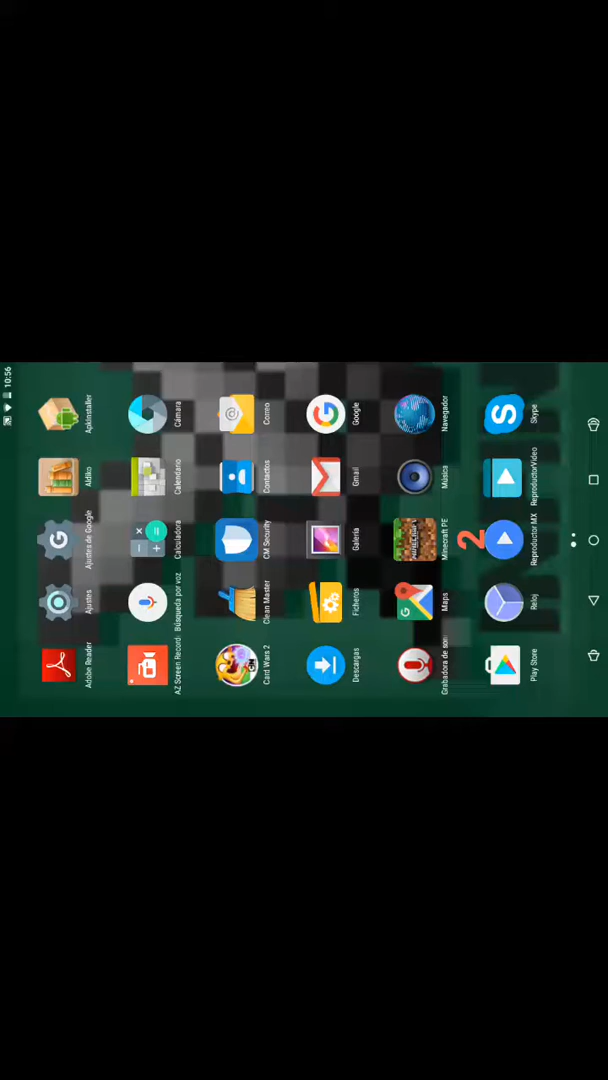 10:56
Adobe Reader Ajustes Ajustes de Google Aldiko ApkInstaller
AZ Screen Record Búsqueda por voz Calculadora Calendario Cámara
Card Wars 2 Clean Master CM Security Contactos Correo
Descargas Ficheros Galería Gmail Google
Grabadora de son Maps Minecraft PE Música Navegador
2
Play Store Reloj Reproductor MX ReproductorVideo Skype